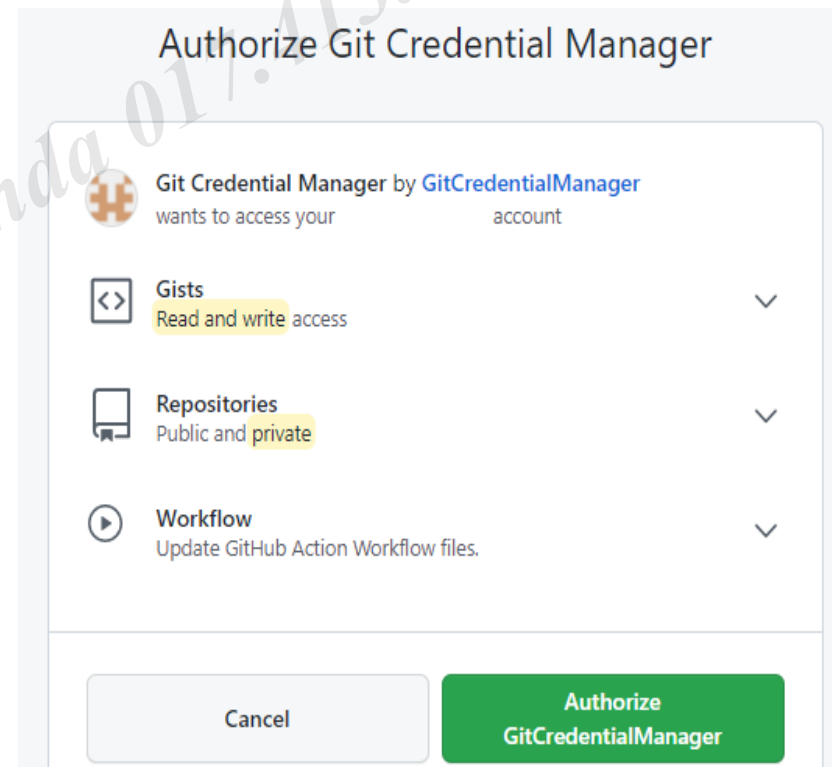 Authorize Git Credential Manager
Git Credential Manager by GitCredentialManager
wants to access your account
Gists
Read and write access
Repositories
Public and private
Workflow
Update GitHub Action Workflow files.
Cancel
Authorize
GitCredentialManager